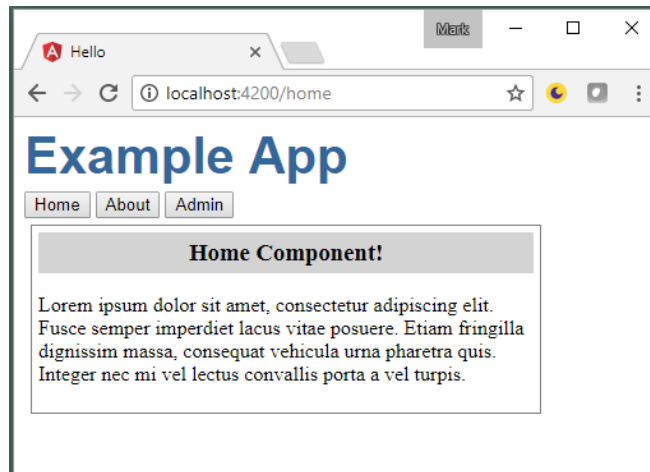 Mark
Hello
localhost:4200/home
Example App
Home About Admin
Home Component!
Lorem ipsum dolor sit amet, consectetur adipiscing elit.
Fusce semper imperdiet lacus vitae posuere. Etiam fringilla
dignissim massa, consequat vehicula urna pharetra quis.
Integer nec mi vel lectus convallis porta a vel turpis.